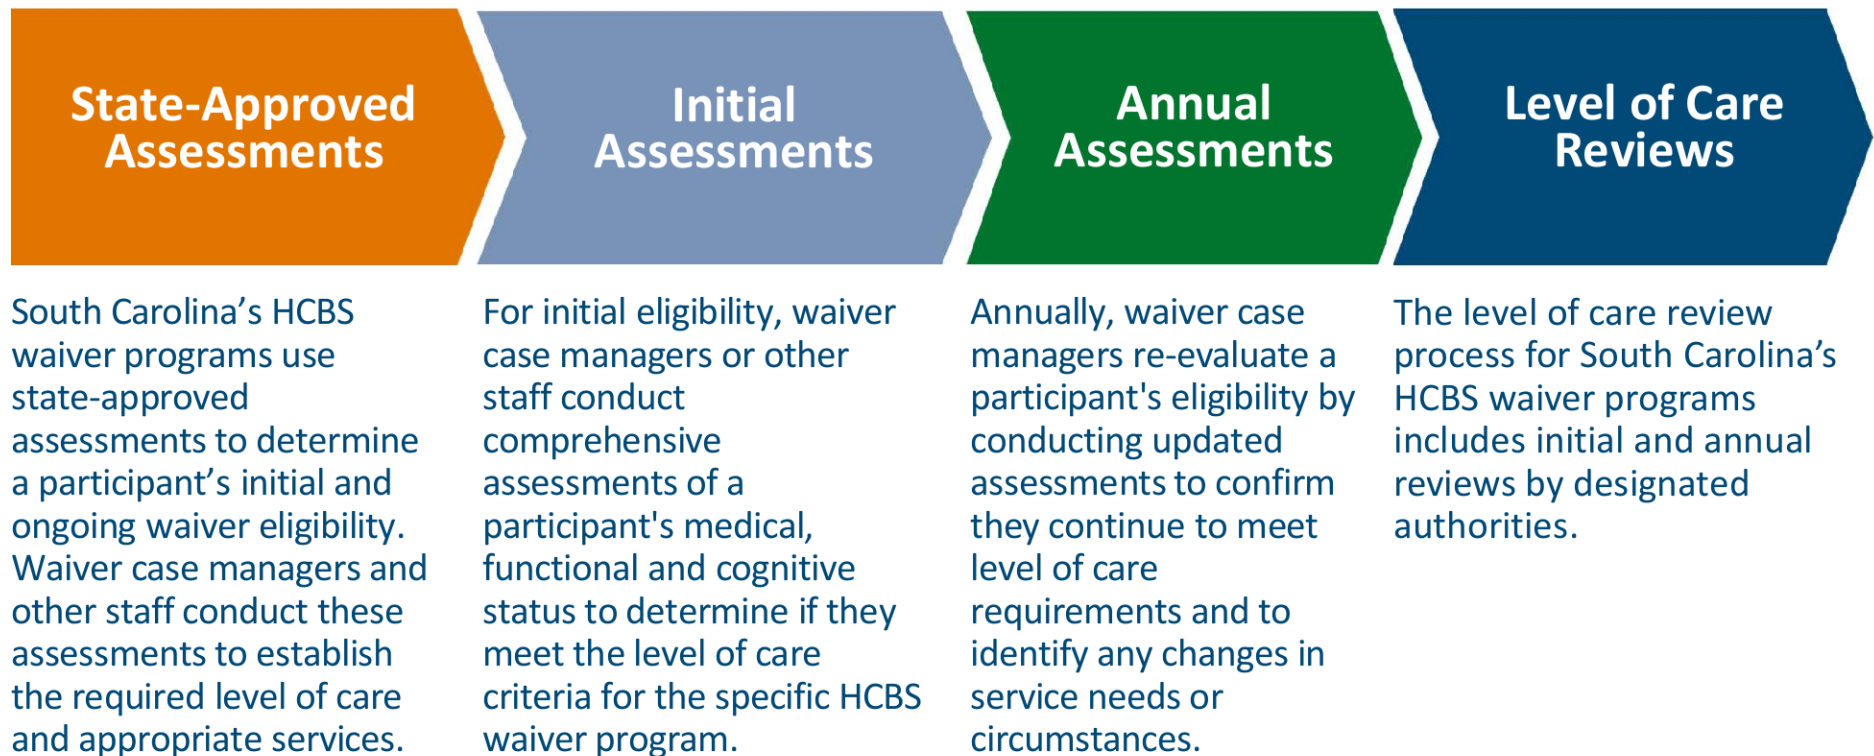 State-Approved
Assessments
Initial
Assessments
Annual
Assessments
Level of Care
Reviews
South Carolina’s HCBS
waiver programs use
state-approved
assessments to determine
a participant’s initial and
ongoing waiver eligibility.
Waiver case managers and
other staff conduct these
assessments to establish
the required level of care
and appropriate services.
For initial eligibility, waiver
case managers or other
staff conduct
comprehensive
assessments of a
participant's medical,
functional and cognitive
status to determine if they
meet the level of care
criteria for the specific HCBS
waiver program.
Annually, waiver case
managers re-evaluate a
participant's eligibility by
conducting updated
assessments to confirm
they continue to meet
level of care
requirements and to
identify any changes in
service needs or
circumstances.
The level of care review
process for South Carolina’s
HCBS waiver programs
includes initial and annual
reviews by designated
authorities.